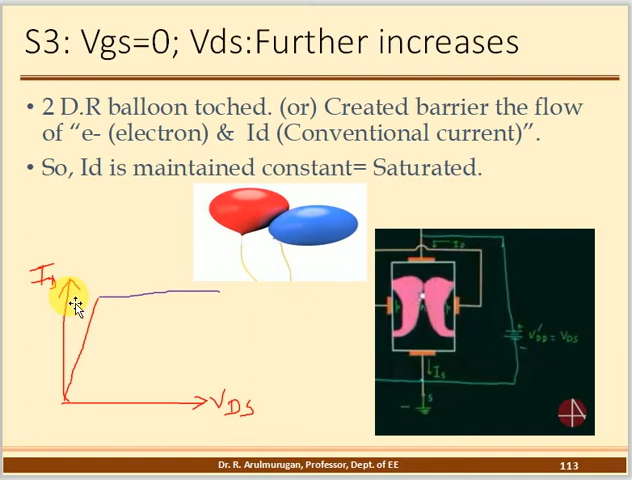 S3: Vgs=0; Vds:Further increases
• 2 D.R balloon toched. (or) Created barrier the flow
of “e- (electron) & Id (Conventional current)”.
• So, Id is maintained constant= Saturated.
ID
VDS
ID
VDD = VDS
IS
S
Dr. R. Arulmurugan, Professor, Dept. of EE
113